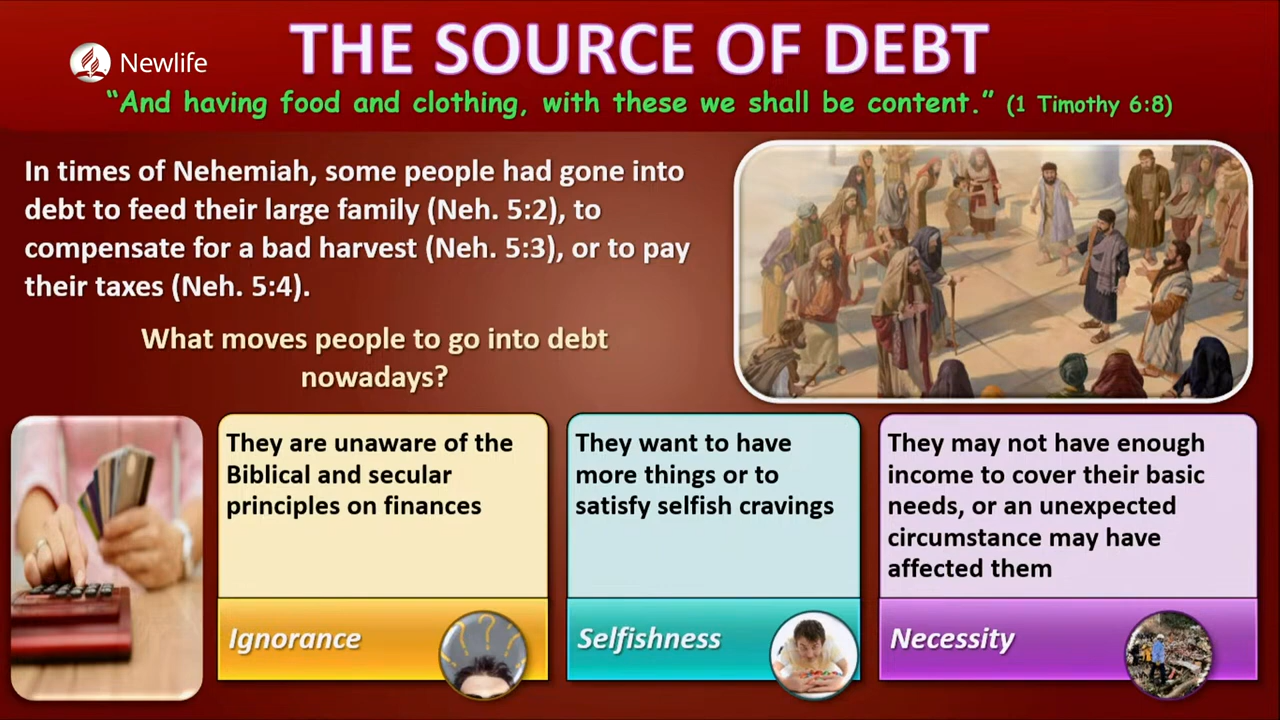 THE SOURCE OF DEBT
Newlife
“And having food and clothing, with these we shall be content.” (1 Timothy 6:8)
In times of Nehemiah, some people had gone into
debt to feed their large family (Neh. 5:2), to
compensate for a bad harvest (Neh. 5:3), or to pay
their taxes (Neh. 5:4).
What moves people to go into debt
nowadays?
They are unaware of the
Biblical and secular
principles on finances
Ignorance
They want to have
more things or to
satisfy selfish cravings
Selfishness
They may not have enough
income to cover their basic
needs, or an unexpected
circumstance may have
affected them
Necessity